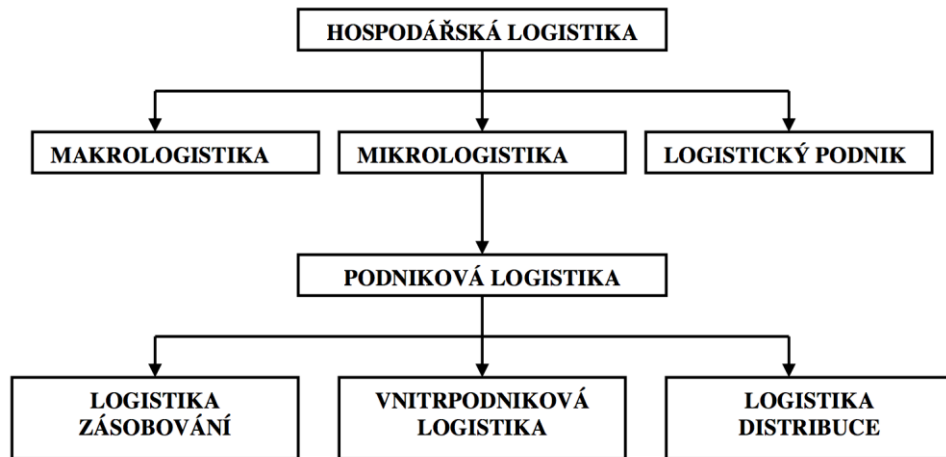 HOSPODÁŘSKÁ LOGISTIKA
MAKROLOGISTIKA
MIKROLOGISTIKA
LOGISTICKÝ PODNIK
PODNIKOVÁ LOGISTIKA
LOGISTIKA
ZÁSOBOVÁNÍ
VNITRPODNIKOVÁ
LOGISTIKA
LOGISTIKA
DISTRIBUCE